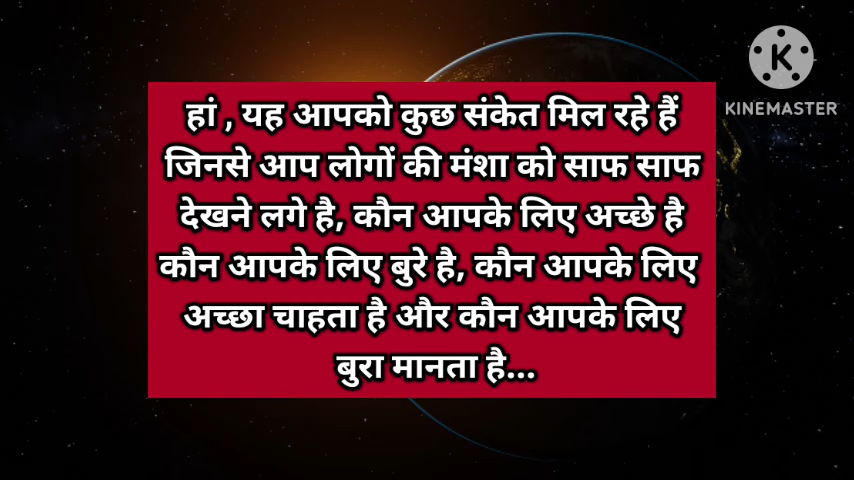 हां , यह आपको कुछ संकेत मिल रहे हैं
जिनसे आप लोगों की मंशा को साफ साफ
देखने लगे है, कौन आपके लिए अच्छे है
कौन आपके लिए बुरे है, कौन आपके लिए
अच्छा चाहता है और कौन आपके लिए
बुरा मानता है...
K
KINEMASTER